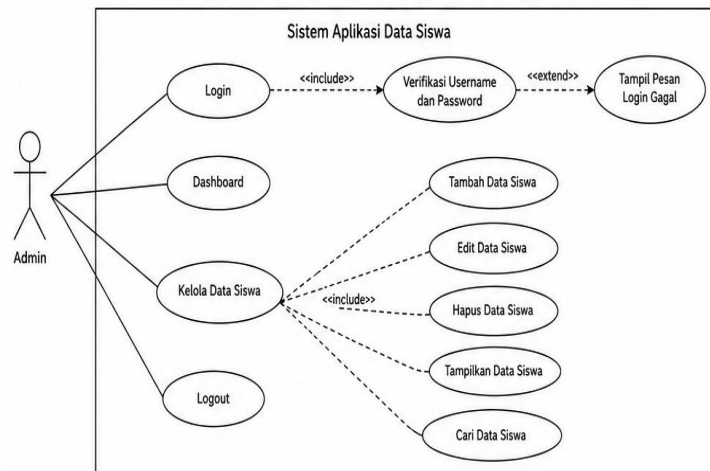 Sistem Aplikasi Data Siswa
Login
<<include>>
Verifikasi Username
dan Password
<<extend>>
Tampil Pesan
Login Gagal
Admin
Dashboard
Kelola Data Siswa
<<include>>
Tambah Data Siswa
Edit Data Siswa
Hapus Data Siswa
Tampilkan Data Siswa
Cari Data Siswa
Logout